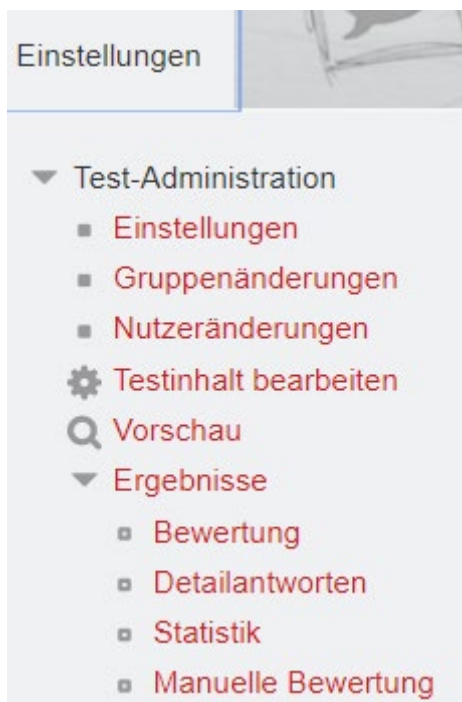 Einstellungen
Test-Administration
Einstellungen
Gruppenänderungen
Nutzeränderungen
Testinhalt bearbeiten
Vorschau
Ergebnisse
Bewertung
Detailantworten
Statistik
Manuelle Bewertung